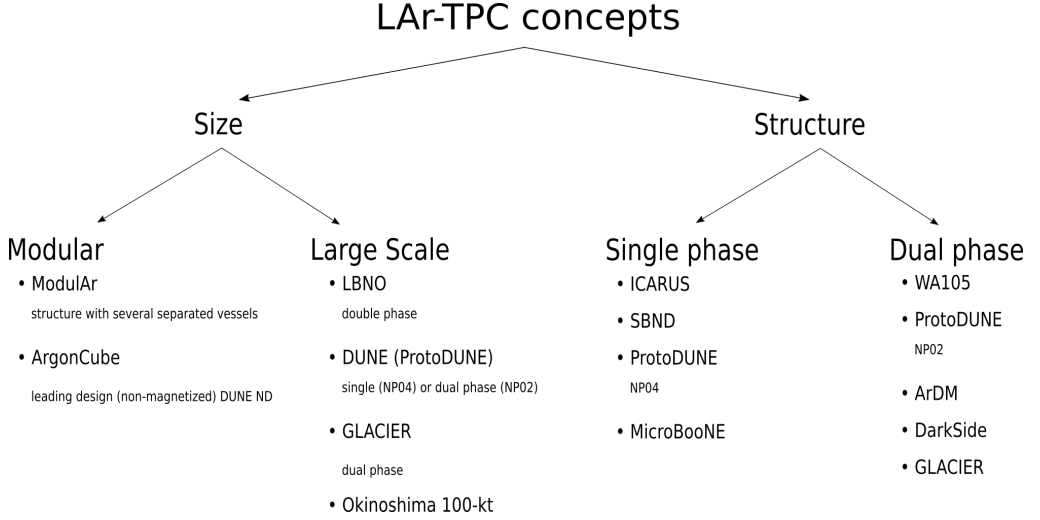 LAr-TPC concepts
Size
Structure
Modular
• ModulAr
structure with several separated vessels
• ArgonCube
leading design (non-magnetized) DUNE ND
Large Scale
• LBNO
double phase
• DUNE (ProtoDUNE)
single (NP04) or dual phase (NP02)
• GLACIER
dual phase
• Okinoshima 100-kt
Single phase
• ICARUS
• SBND
• ProtoDUNE
NP04
• MicroBooNE
Dual phase
• WA105
• ProtoDUNE
NP02
• ArDM
• DarkSide
• GLACIER